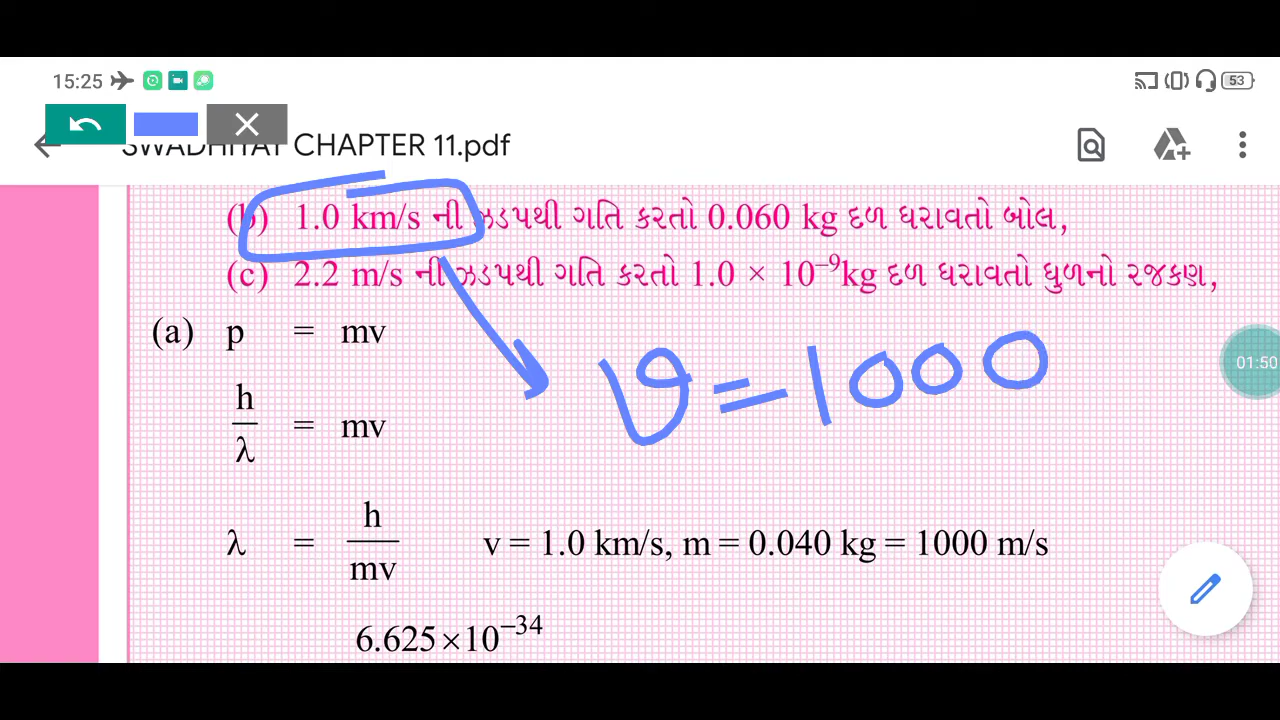 15:25 53
SWADHYAY CHAPTER 11.pdf
(b) 1.0 km/s ની ઝડપથી ગતિ કરતો 0.060 kg દળ ધરાવતો બોલ,
(c) 2.2 m/s ની ઝડપથી ગતિ કરતો 1.0 × 10⁻⁹kg દળ ધરાવતો ધુળનો રજકણ,
(a) p = mv
v = 1000
01:50
h/λ = mv
λ = h/mv v = 1.0 km/s, m = 0.040 kg = 1000 m/s
6.625×10⁻³⁴